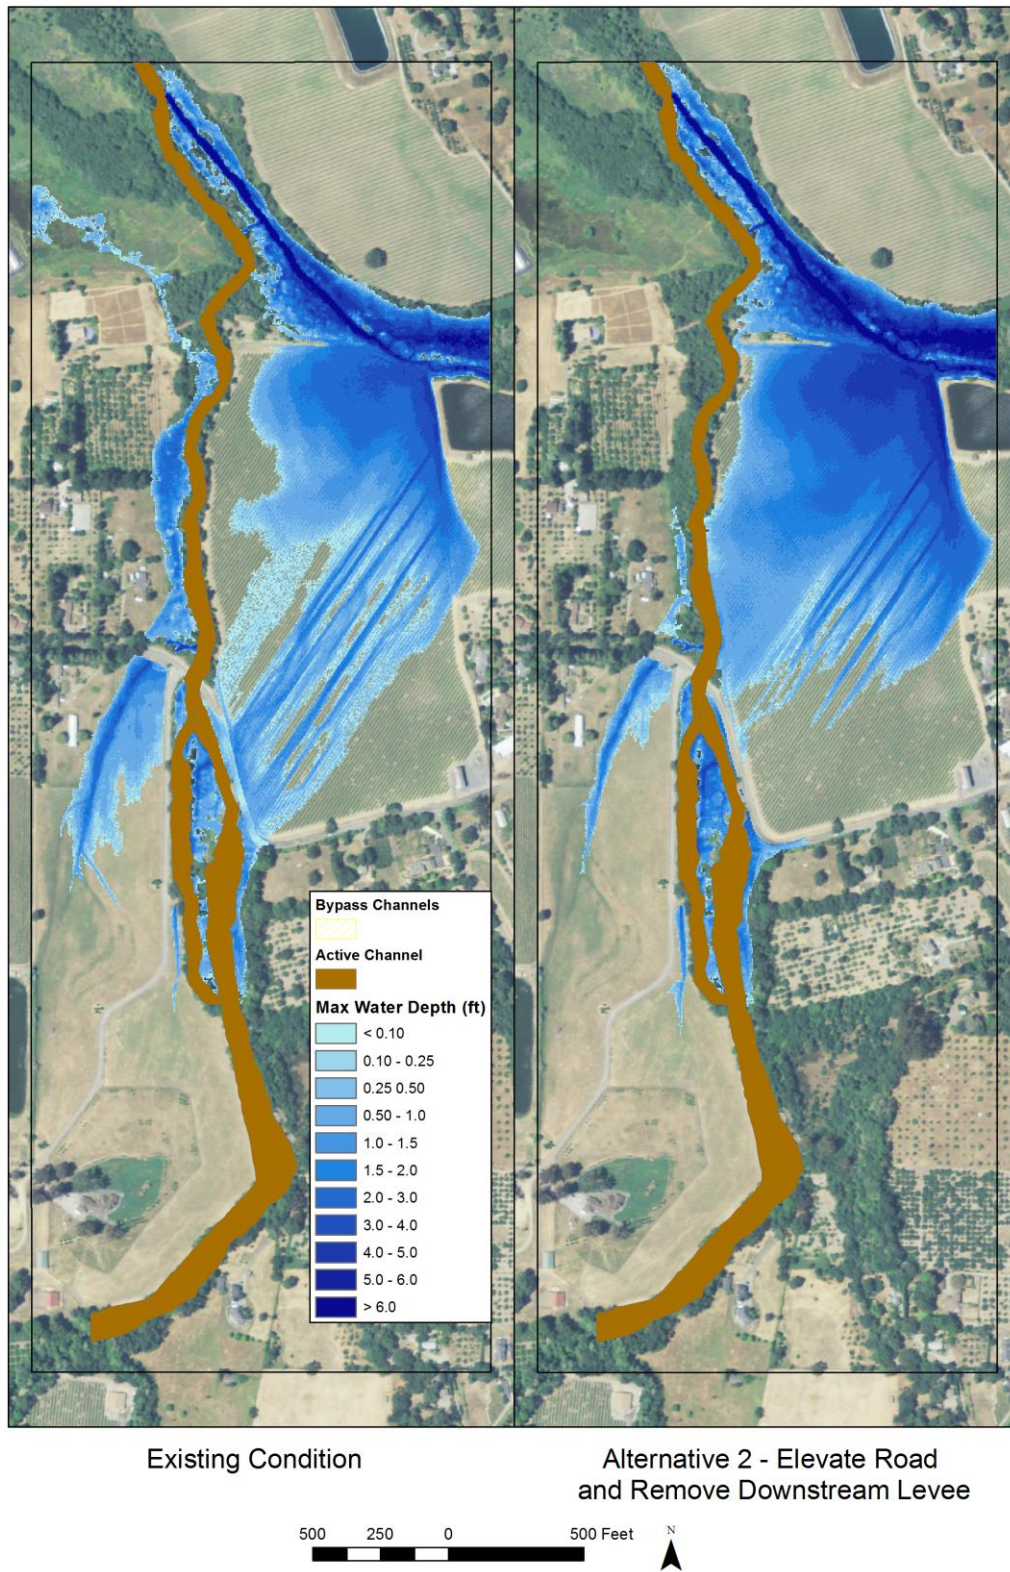 Bypass Channels
Active Channel
Max Water Depth (ft)
< 0.10
0.10 - 0.25
0.25 0.50
0.50 - 1.0
1.0 - 1.5
1.5 - 2.0
2.0 - 3.0
3.0 - 4.0
4.0 - 5.0
5.0 - 6.0
> 6.0
Existing Condition
Alternative 2 - Elevate Road
and Remove Downstream Levee
500 250 0 500 Feet
N